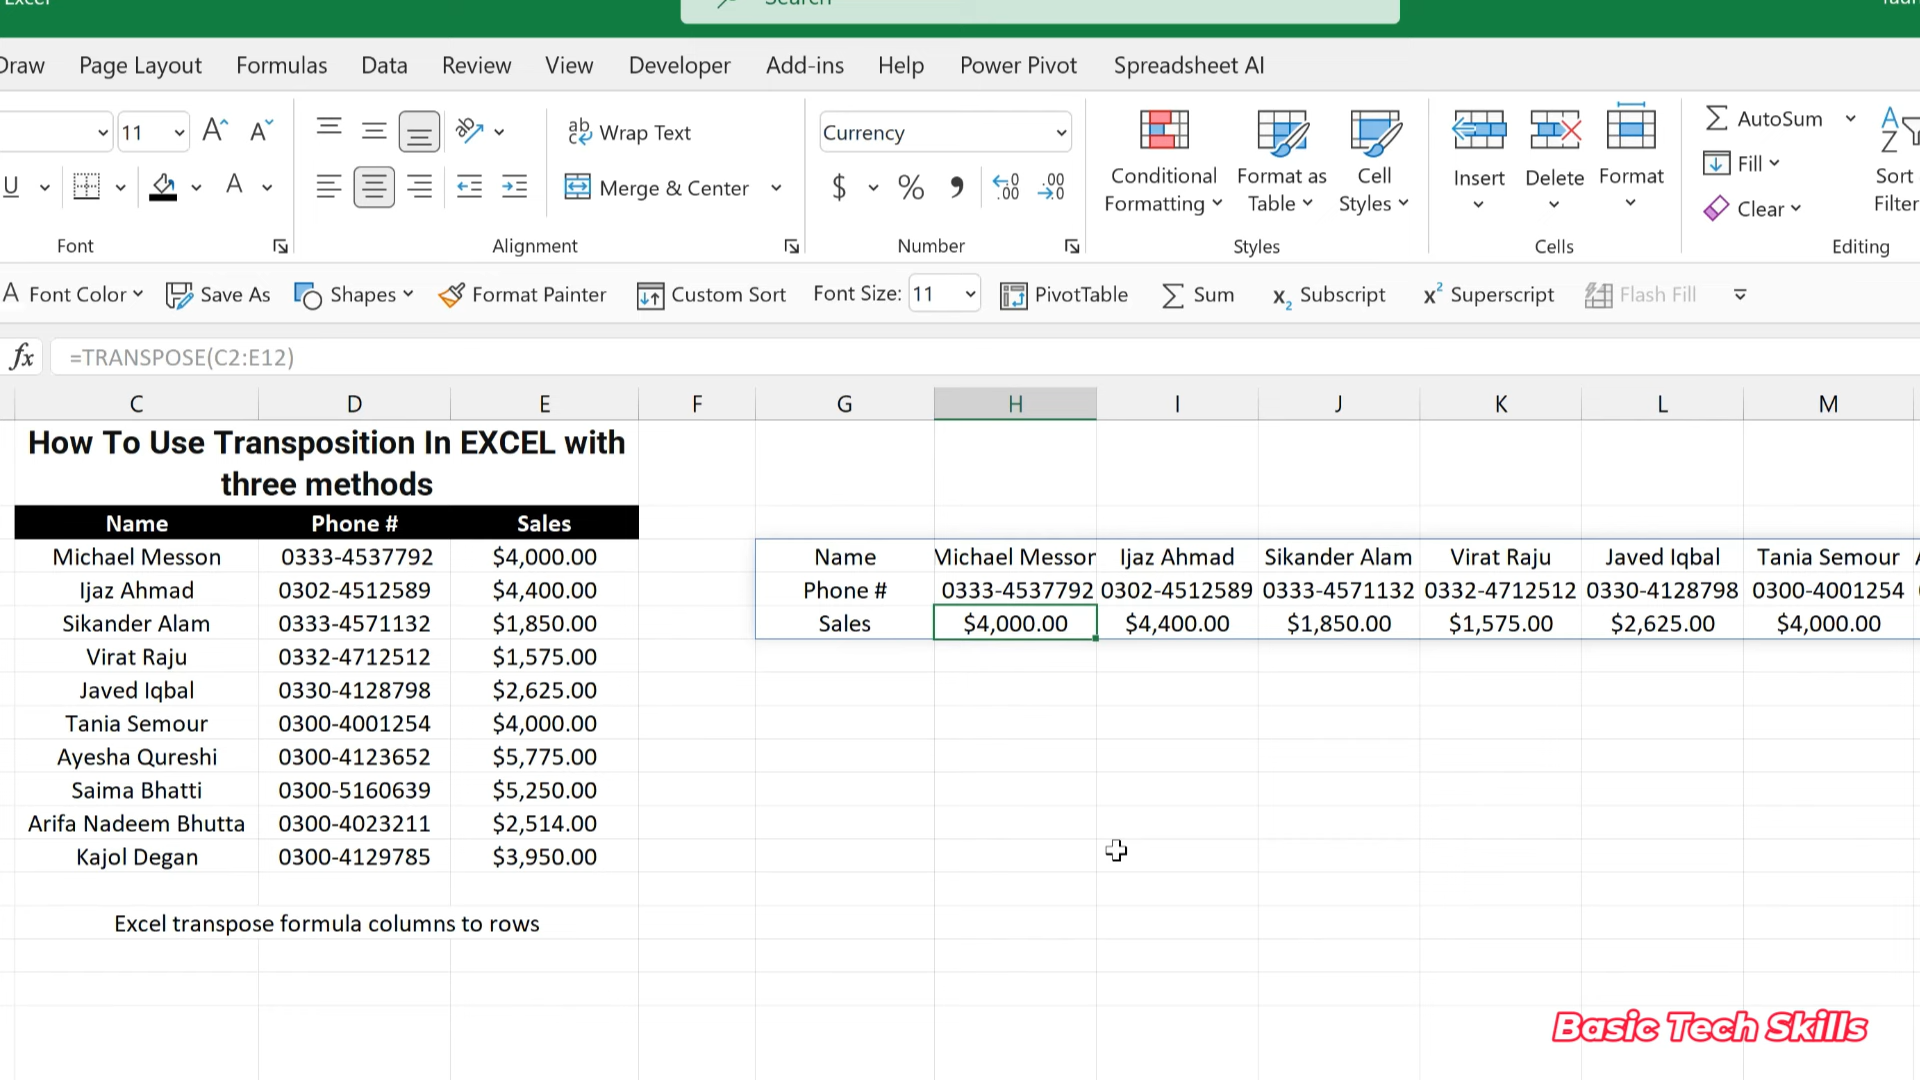 Excel
Search
Draw Page Layout Formulas Data Review View Developer Add-ins Help Power Pivot Spreadsheet AI
11 A A Wrap Text Currency Conditional Formatting Format as Table Cell Styles Insert Delete Format AutoSum Fill Clear Sort Filter
U A Merge & Center $ % ,
Font Alignment Number Styles Cells Editing
A Font Color Save As Shapes Format Painter Custom Sort Font Size: 11 PivotTable Sum Subscript Superscript Flash Fill
fx =TRANSPOSE(C2:E12)
C D E F G H I J K L M
How To Use Transposition In EXCEL with
three methods
Name Phone # Sales
Michael Messon 0333-4537792 $4,000.00 Name Michael Messon Ijaz Ahmad Sikander Alam Virat Raju Javed Iqbal Tania Semour
Ijaz Ahmad 0302-4512589 $4,400.00 Phone # 0333-4537792 0302-4512589 0333-4571132 0332-4712512 0330-4128798 0300-4001254
Sikander Alam 0333-4571132 $1,850.00 Sales $4,000.00 $4,400.00 $1,850.00 $1,575.00 $2,625.00 $4,000.00
Virat Raju 0332-4712512 $1,575.00
Javed Iqbal 0330-4128798 $2,625.00
Tania Semour 0300-4001254 $4,000.00
Ayesha Qureshi 0300-4123652 $5,775.00
Saima Bhatti 0300-5160639 $5,250.00
Arifa Nadeem Bhutta 0300-4023211 $2,514.00
Kajol Degan 0300-4129785 $3,950.00
Excel transpose formula columns to rows
Basic Tech Skills